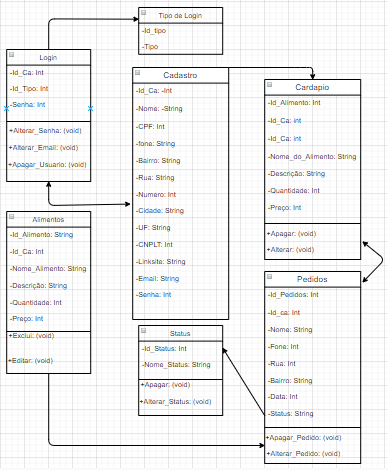 Tipo de Login
-Id_tipo
-Tipo
Login
-Id_Ca: Int
-Id_Tipo: Int
-Senha: Int
+Alterar_Senha: (void)
+Alterar_Email: (void)
+Apagar_Usuario: (void)
Cadastro
-Id_Ca: -Int
-Nome: -String
-CPF: Int
-fone: String
-Bairro: String
-Rua: String
-Numero: Int
-Cidade: String
-UF: String
-CNPLT: Int
-Linksite: String
-Email: String
-Senha: Int
Cardapio
-Id_Alimento: Int
-Id_Ca: int
-Id_Ca: int
-Nome_do_Alimento: String
-Descrição: String
-Quantidade: Int
-Preço: Int
+Apagar: (void)
+Alterar: (void)
Alimentos
-Id_Alimento: String
-Id_Ca: Int
-Nome_Alimento: String
-Descrição: String
-Quantidade: Int
-Preço: Int
+Exclui: (void)
+Editar: (void)
Status
-Id_Status: Int
-Nome_Status: String
+Apagar: (void)
+Alterar_Status: (void)
Pedidos
-Id_Pedidos: Int
-Id_ca: Int
-Nome: String
-Fone: Int
-Rua: Int
-Bairro: String
-Data: Int
-Status: String
+Apagar_Pedido: (void)
+Alterar_Pedido: (void)